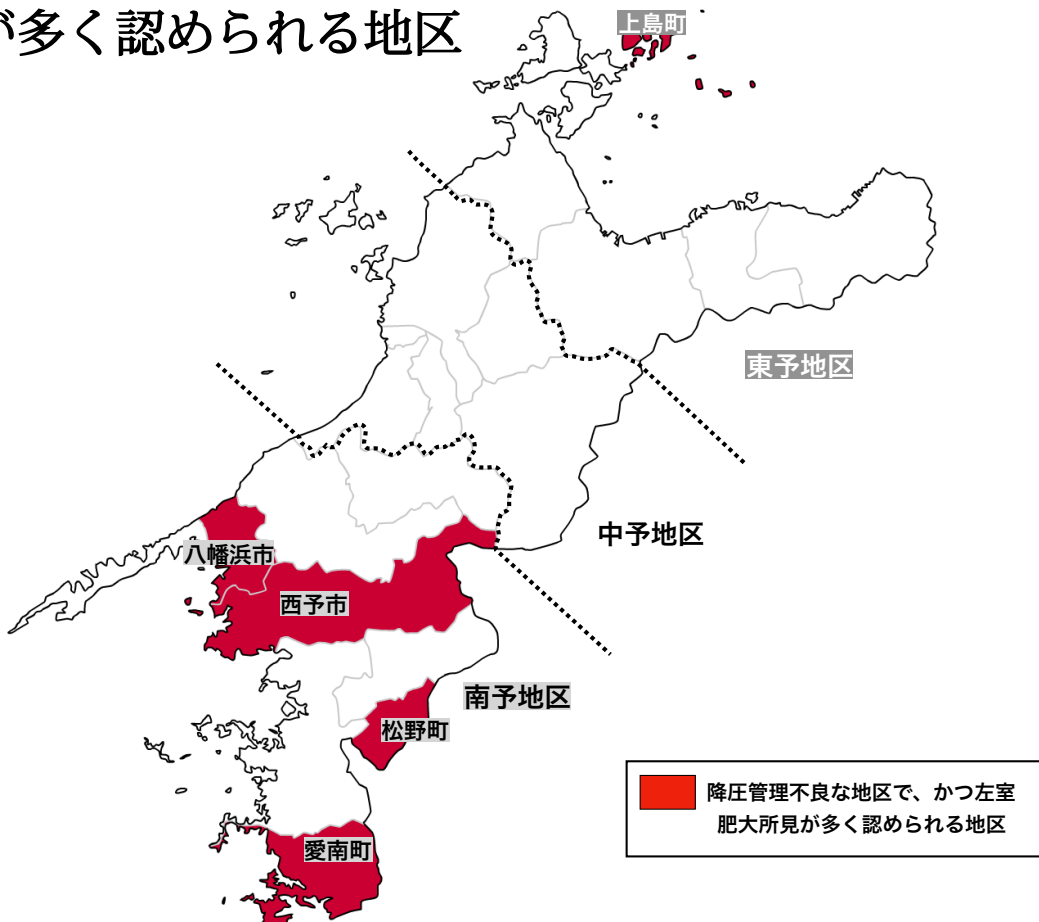 が多く認められる地区
上島町
東予地区
中予地区
八幡浜市
西予市
南予地区
松野町
降圧管理不良な地区で、かつ左室
肥大所見が多く認められる地区
愛南町